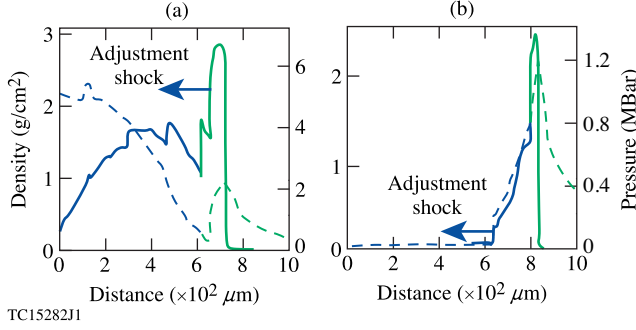 (a)
(b)
Adjustment
shock
Density (g/cm²)
3
2
1
0
6
4
2
0
0 2 4 6 8 10
Distance (×10² μm)
Adjustment
shock
2
1
0
1.2
0.8
0.4
0
Pressure (MBar)
0 2 4 6 8 10
Distance (×10² μm)
TC15282J1